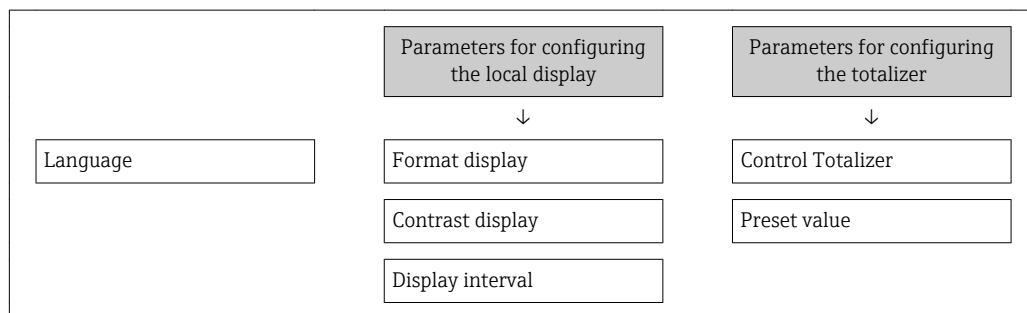 Parameters for configuring
the local display
Parameters for configuring
the totalizer
↓
↓
Language
Format display
Control Totalizer
Contrast display
Preset value
Display interval